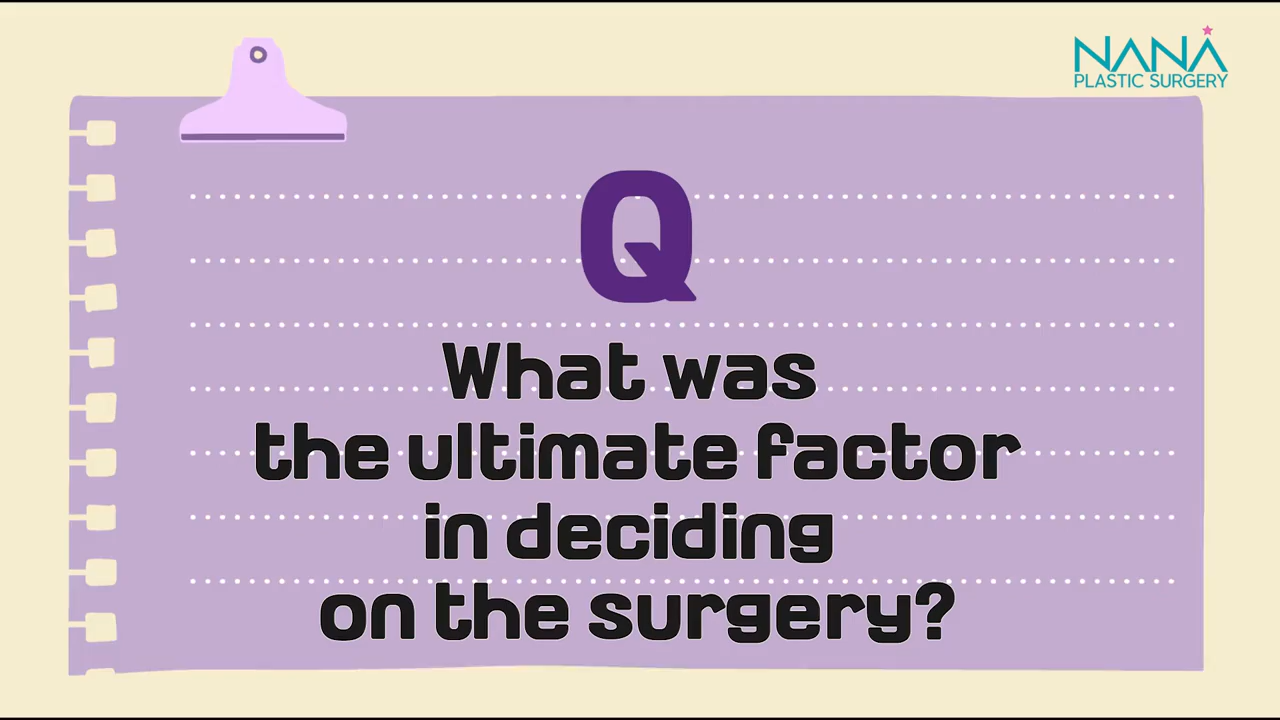 NANA
PLASTIC SURGERY
Q
What was
the ultimate factor
in deciding
on the surgery?